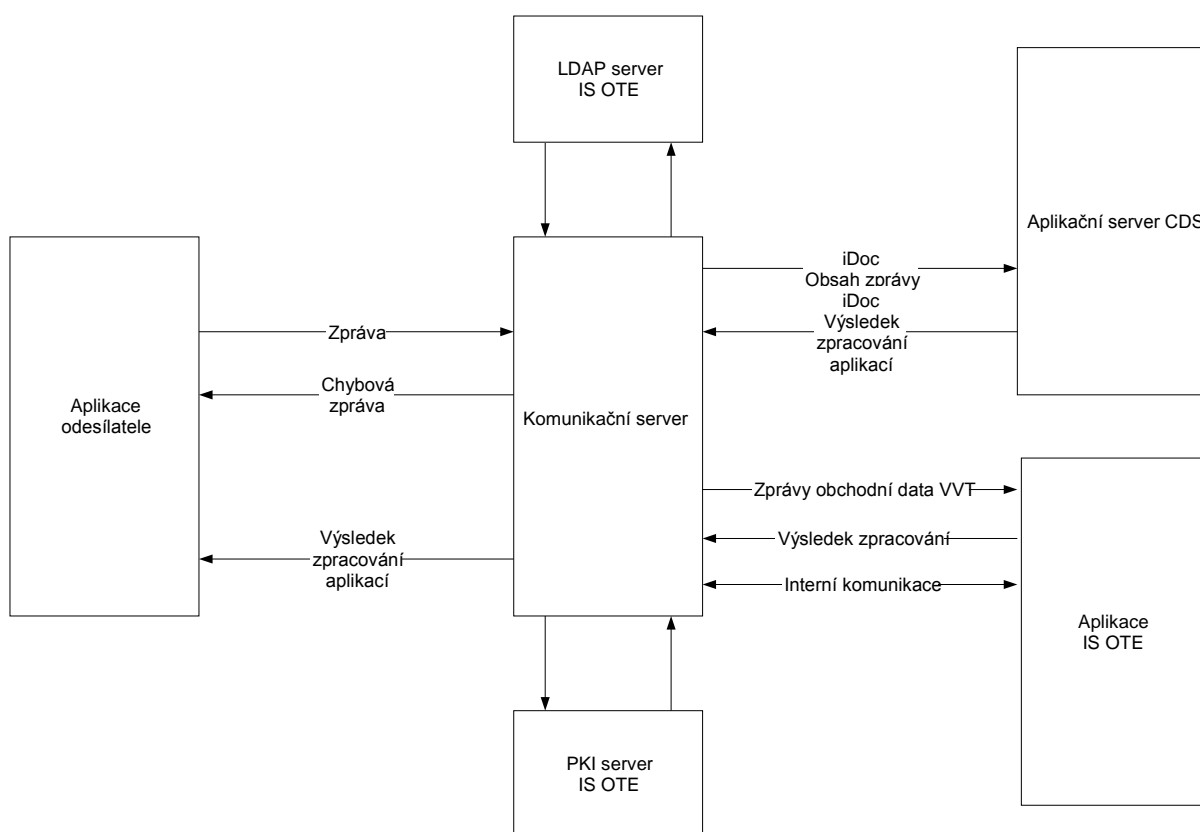 LDAP server
IS OTE
Aplikační server CDS
iDoc
Obsah zprávy
iDoc
Výsledek
zpracování
aplikací
Zpráva
Chybová
zpráva
Aplikace
odesílatele
Komunikační server
Zprávy obchodní data VVT
Výsledek zpracování
Výsledek
zpracování
aplikací
Interní komunikace
Aplikace
IS OTE
PKI server
IS OTE